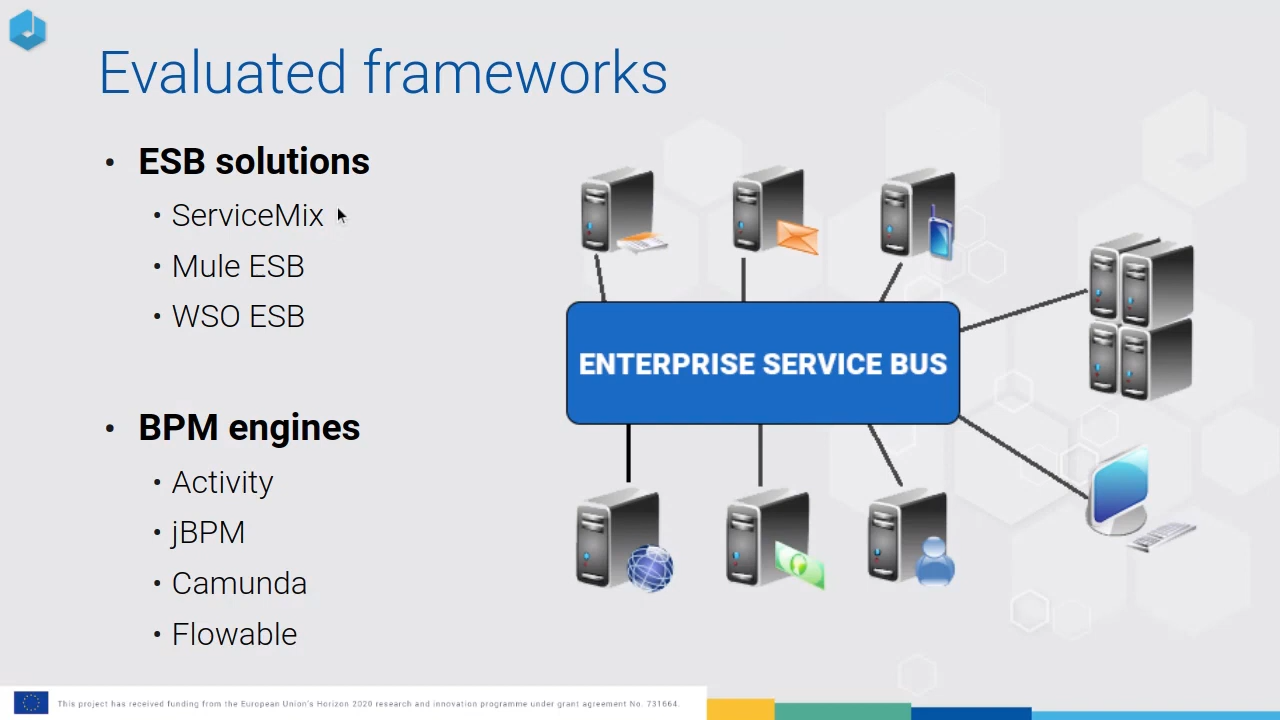 Evaluated frameworks
• ESB solutions
• ServiceMix
• Mule ESB
• WSO ESB
• BPM engines
• Activity
• jBPM
• Camunda
• Flowable
ENTERPRISE SERVICE BUS
This project has received funding from the European Union's Horizon 2020 research and innovation programme under grant agreement No. 731664.